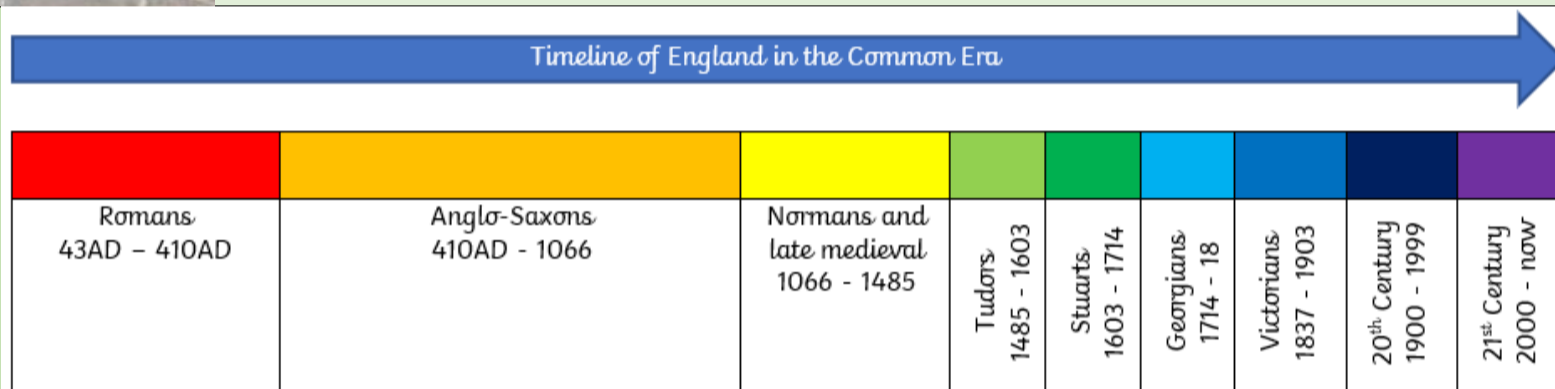 Timeline of England in the Common Era
Romans
43AD – 410AD
Anglo-Saxons
410AD - 1066
Normans and
late medieval
1066 - 1485
Tudors
1485 - 1603
Stuarts
1603 - 1714
Georgians
1714 - 18
Victorians
1837 - 1903
20th Century
1900 - 1999
21st Century
2000 - now